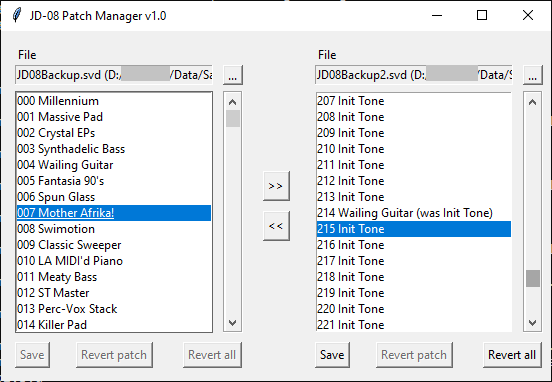 JD-08 Patch Manager v1.0
File
JD08Backup.svd (D:/ /Data/Sa
...
000 Millennium
001 Massive Pad
002 Crystal EPs
003 Synthadelic Bass
004 Wailing Guitar
005 Fantasia 90's
006 Spun Glass
007 Mother Afrika!
008 Swimotion
009 Classic Sweeper
010 LA MIDI'd Piano
011 Meaty Bass
012 ST Master
013 Perc-Vox Stack
014 Killer Pad
Save
Revert patch
Revert all
>>
<<
File
JD08Backup2.svd (D:/ /Data/S
...
207 Init Tone
208 Init Tone
209 Init Tone
210 Init Tone
211 Init Tone
212 Init Tone
213 Init Tone
214 Wailing Guitar (was Init Tone)
215 Init Tone
216 Init Tone
217 Init Tone
218 Init Tone
219 Init Tone
220 Init Tone
221 Init Tone
Save
Revert patch
Revert all